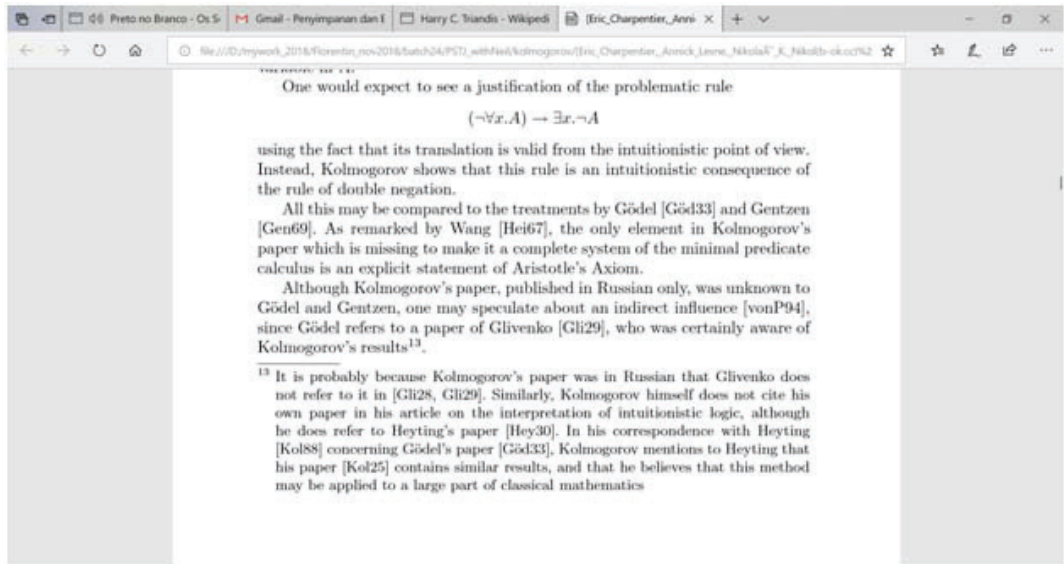 Preto no Branco - Os S
Gmail - Penyimpanan dan
Harry C. Triandis - Wikipedi
[Eric_Charpentier,_Anni
One would expect to see a justification of the problematic rule
(¬∀x.A) → ∃x.¬A
using the fact that its translation is valid from the intuitionistic point of view.
Instead, Kolmogorov shows that this rule is an intuitionistic consequence of
the rule of double negation.
All this may be compared to the treatments by Gödel [Göd33] and Gentzen
[Gen69]. As remarked by Wang [Hei67], the only element in Kolmogorov's
paper which is missing to make it a complete system of the minimal predicate
calculus is an explicit statement of Aristotle's Axiom.
Although Kolmogorov's paper, published in Russian only, was unknown to
Gödel and Gentzen, one may speculate about an indirect influence [vonP94],
since Gödel refers to a paper of Glivenko [Gli29], who was certainly aware of
Kolmogorov's results¹³.
¹³ It is probably because Kolmogorov's paper was in Russian that Glivenko does
not refer to it in [Gli28, Gli29]. Similarly, Kolmogorov himself does not cite his
own paper in his article on the interpretation of intuitionistic logic, although
he does refer to Heyting's paper [Hey30]. In his correspondence with Heyting
[Kol88] concerning Gödel's paper [Göd33], Kolmogorov mentions to Heyting that
his paper [Kol25] contains similar results, and that he believes that this method
may be applied to a large part of classical mathematics